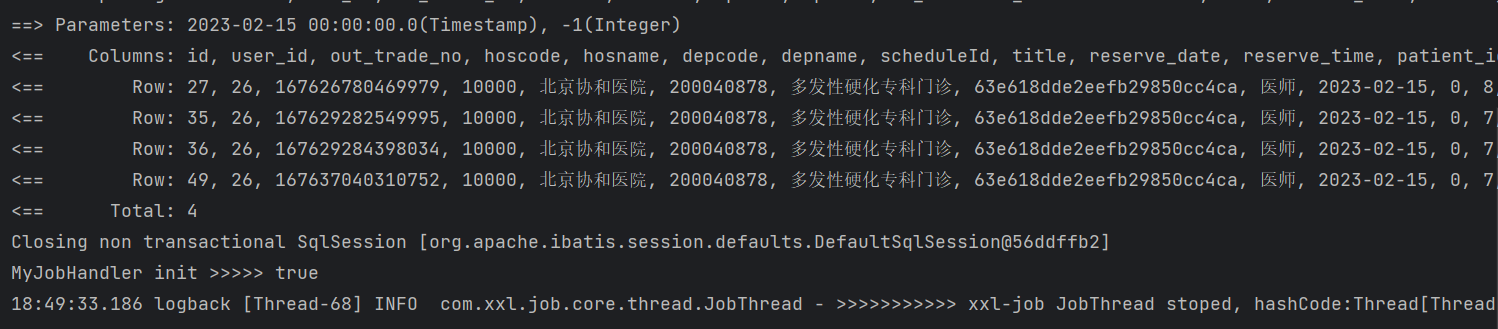 ==> Parameters: 2023-02-15 00:00:00.0(Timestamp), -1(Integer)
<==    Columns: id, user_id, out_trade_no, hoscode, hosname, depcode, depname, scheduleId, title, reserve_date, reserve_time, patient_id
<==        Row: 27, 26, 167626780469979, 10000, 北京协和医院, 200040878, 多发性硬化专科门诊, 63e618dde2eefb29850cc4ca, 医师, 2023-02-15, 0, 8,
<==        Row: 35, 26, 167629282549995, 10000, 北京协和医院, 200040878, 多发性硬化专科门诊, 63e618dde2eefb29850cc4ca, 医师, 2023-02-15, 0, 7,
<==        Row: 36, 26, 167629284398034, 10000, 北京协和医院, 200040878, 多发性硬化专科门诊, 63e618dde2eefb29850cc4ca, 医师, 2023-02-15, 0, 7,
<==        Row: 49, 26, 167637040310752, 10000, 北京协和医院, 200040878, 多发性硬化专科门诊, 63e618dde2eefb29850cc4ca, 医师, 2023-02-15, 0, 7,
<==      Total: 4
Closing non transactional SqlSession [org.apache.ibatis.session.defaults.DefaultSqlSession@56ddffb2]
MyJobHandler init >>>>> true
18:49:33.186 logback [Thread-68] INFO  com.xxl.job.core.thread.JobThread - >>>>>>>>>>> xxl-job JobThread stoped, hashCode:Thread[Thread